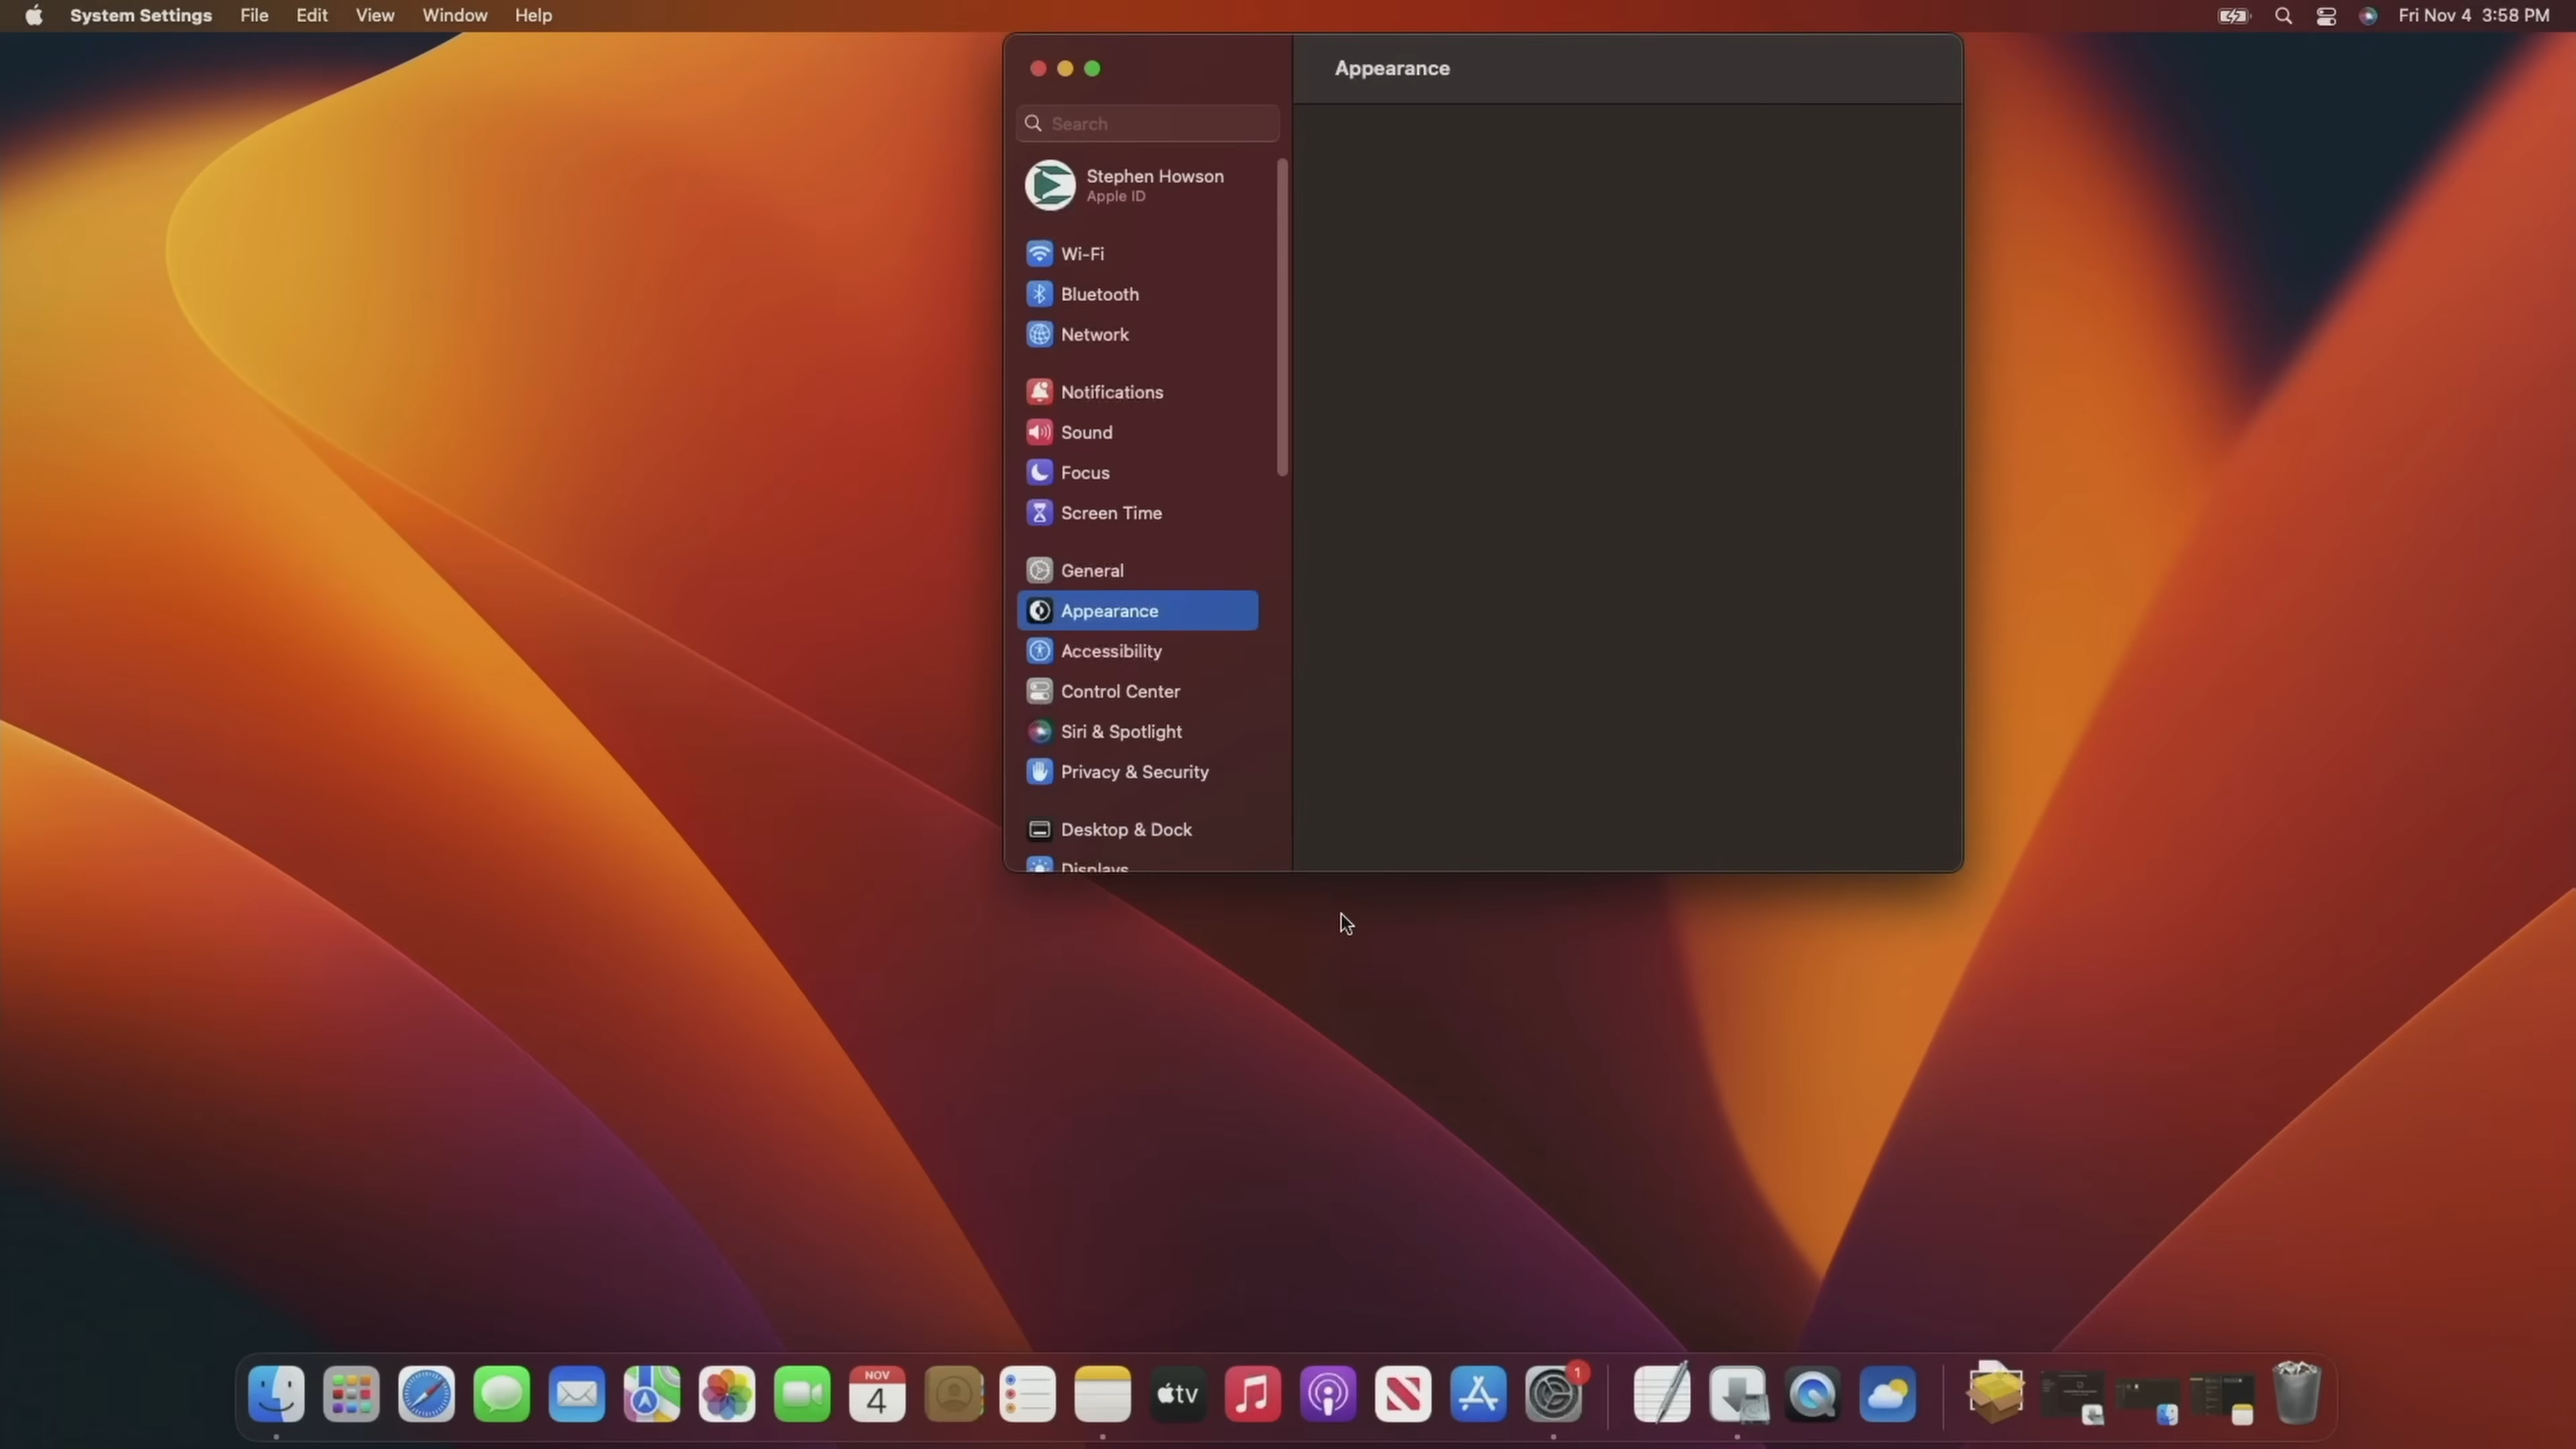 System Settings File Edit View Window Help Fri Nov 4 3:58 PM
Appearance
Search
Stephen Howson
Apple ID
Wi-Fi
Bluetooth
Network
Notifications
Sound
Focus
Screen Time
General
Appearance
Accessibility
Control Center
Siri & Spotlight
Privacy & Security
Desktop & Dock
Displays
NOV
4
tv
1